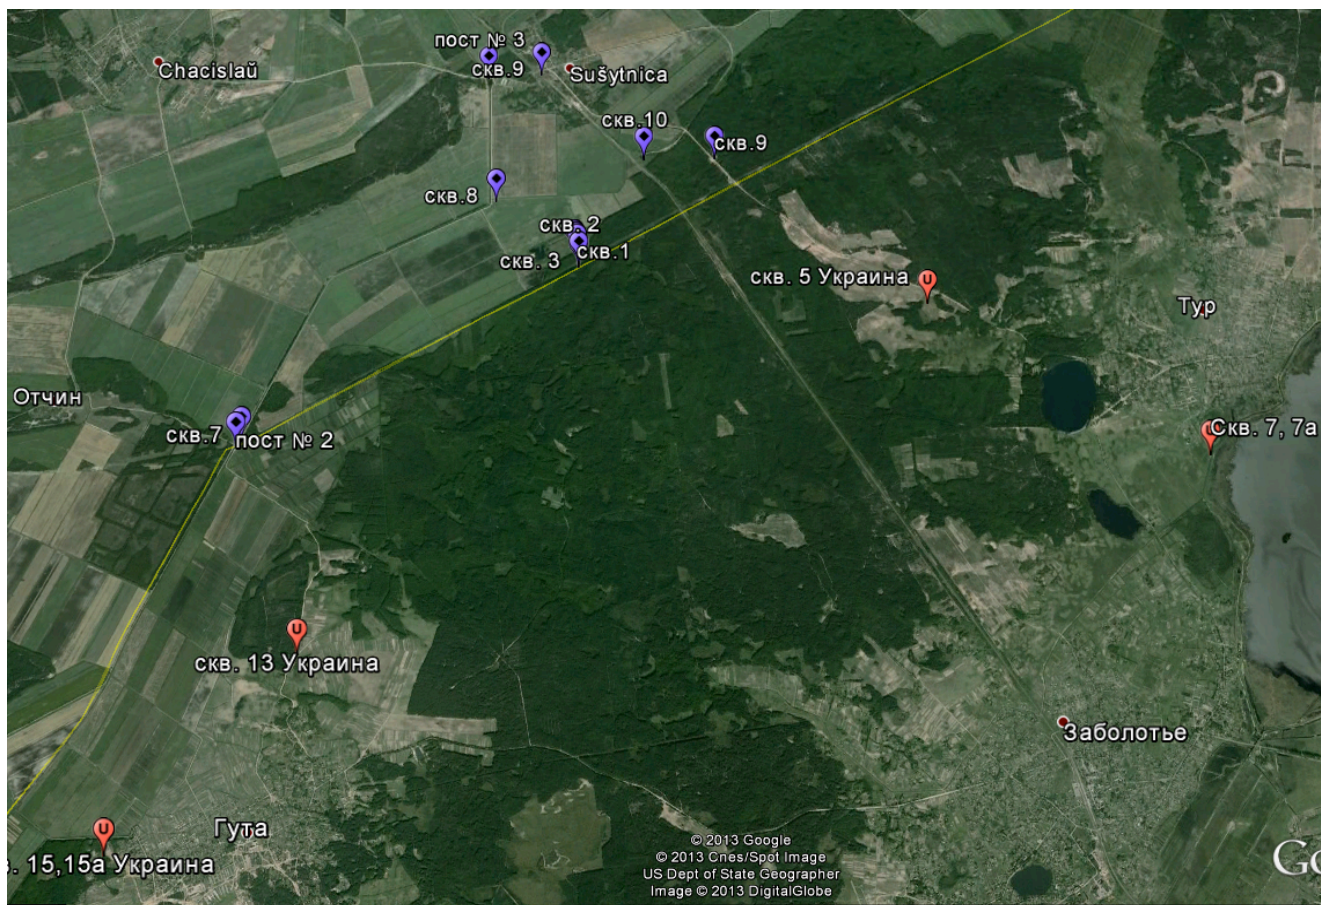 пост № 3
Chacislaŭ
скв.9
Sušytnica
скв.10
скв.9
скв.8
скв. 2
скв.1
скв. 3
скв. 5 Украина
Тур
Отчин
скв.7
пост № 2
Скв. 7, 7а
скв. 13 Украина
Заболотье
Гута
15,15а Украина
© 2013 Google
© 2013 Cnes/Spot Image
US Dept of State Geographer
Image © 2013 DigitalGlobe